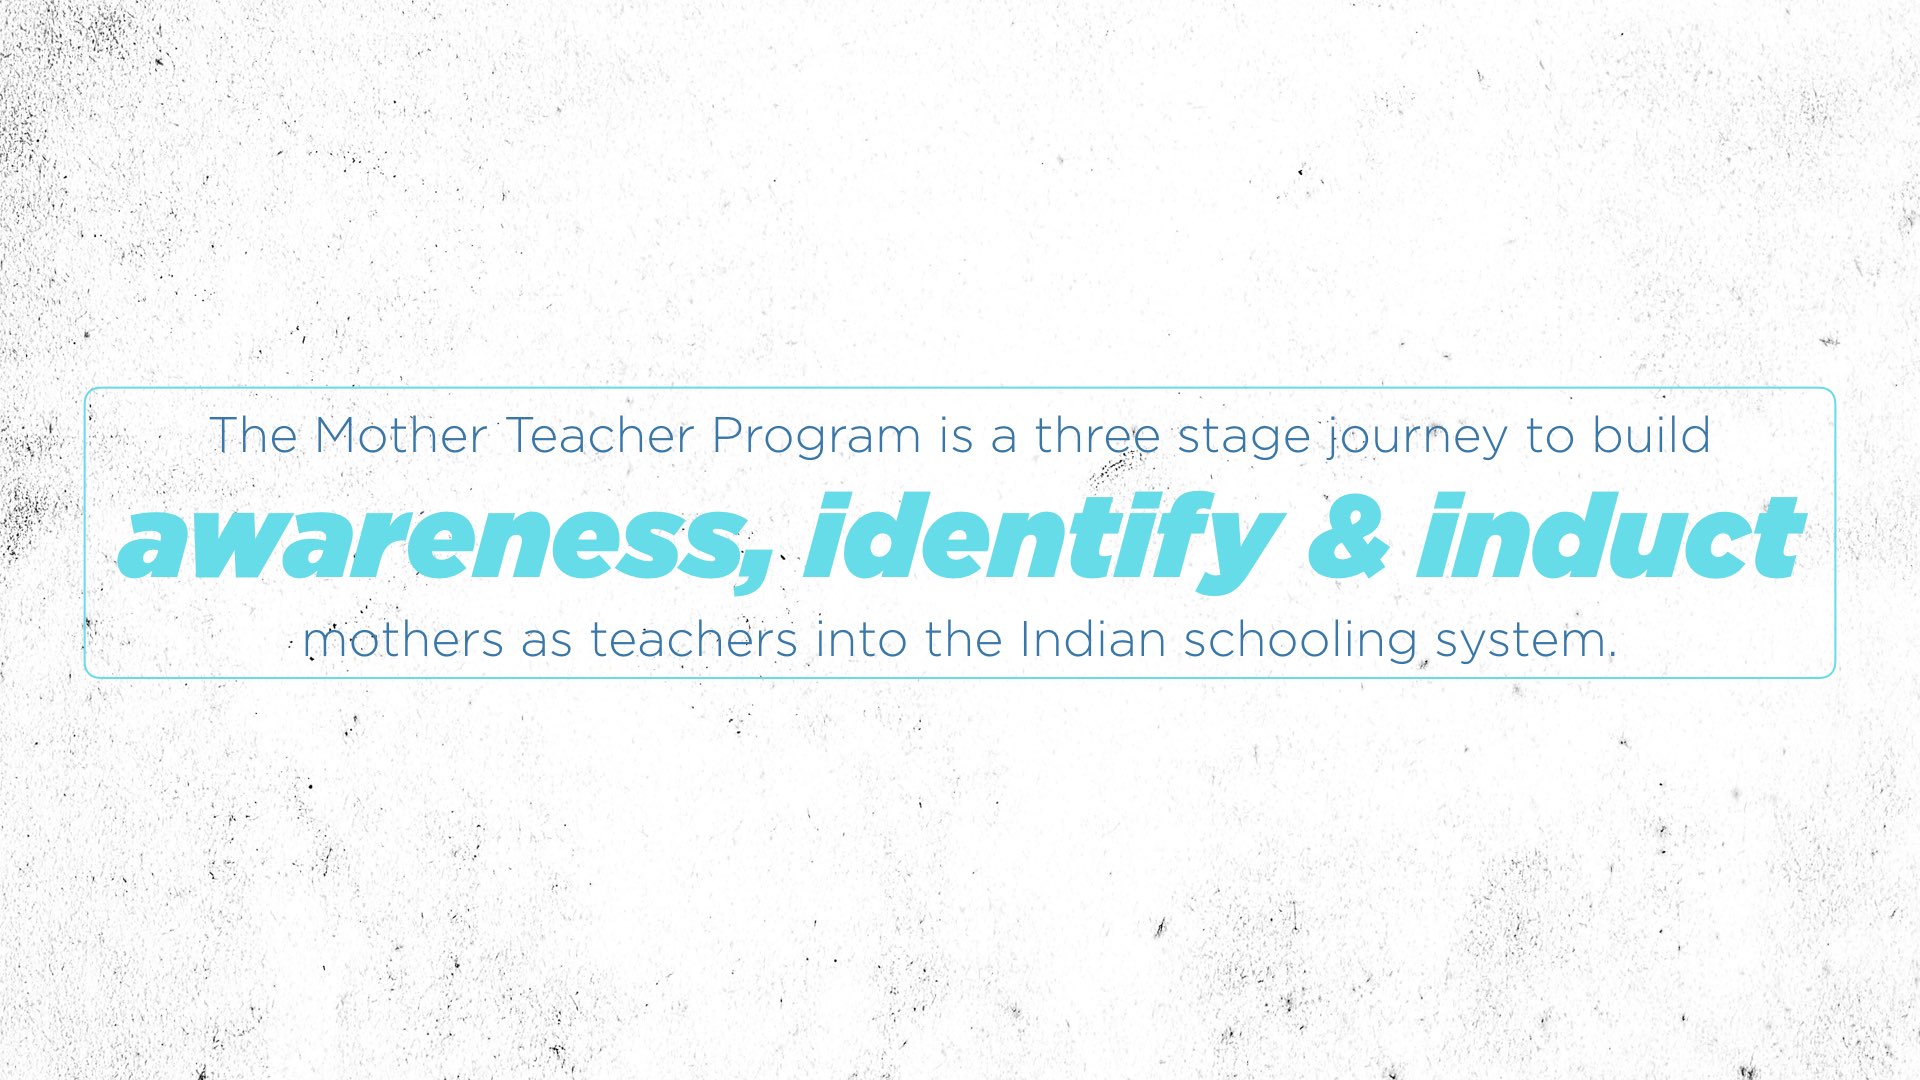 The Mother Teacher Program is a three stage journey to build
awareness, identify & induct
mothers as teachers into the Indian schooling system.